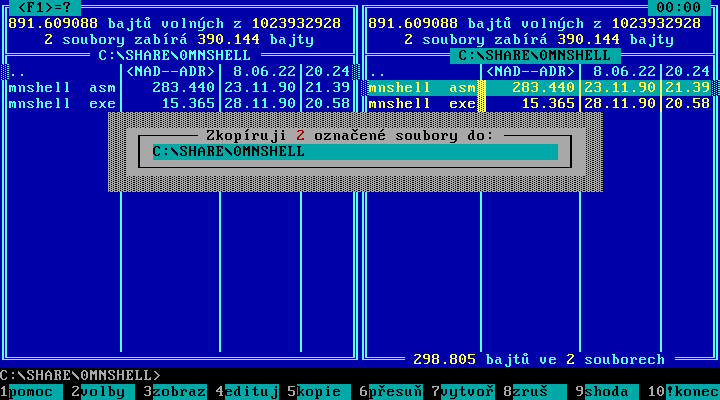 <F1>=? 00:00
891.609088 bajtů volných z 1023932928 891.609088 bajtů volných z 1023932928
2 soubory zabírá 390.144 bajty 2 soubory zabírá 390.144 bajty
C:\SHARE\OMNSHELL C:\SHARE\OMNSHELL
.. <NAD--ADR> 8.06.22 20.24 .. <NAD--ADR> 8.06.22 20.24
mnshell asm 283.440 23.11.90 21.39 mnshell asm 283.440 23.11.90 21.39
mnshell exe 15.365 28.11.90 20.58 mnshell exe 15.365 28.11.90 20.58
Zkopíruji 2 označené soubory do:
C:\SHARE\OMNSHELL
298.805 bajtů ve 2 souborech
C:\SHARE\OMNSHELL>
1pomoc 2volby 3zobraz 4edituj 5kopie 6přesuň 7vytvoř 8zruš 9shoda 10!konec